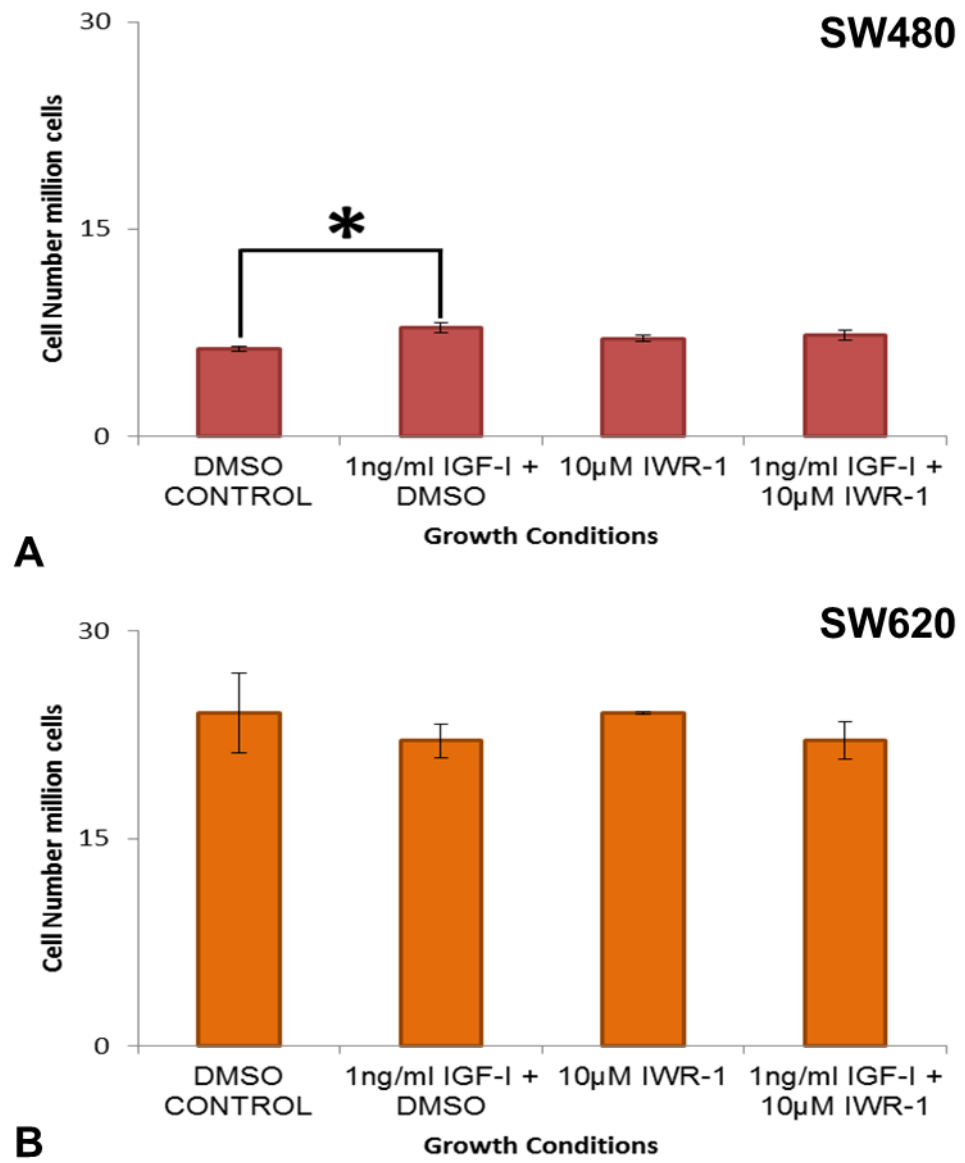 SW480
30
15
0
Cell Number million cells
*
DMSO
CONTROL
1ng/ml IGF-I +
DMSO
10µM IWR-1
1ng/ml IGF-I +
10µM IWR-1
Growth Conditions
A
SW620
30
15
0
Cell Number million cells
DMSO
CONTROL
1ng/ml IGF-I +
DMSO
10µM IWR-1
1ng/ml IGF-I +
10µM IWR-1
Growth Conditions
B